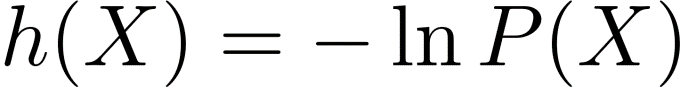 h(X) = − ln P(X)